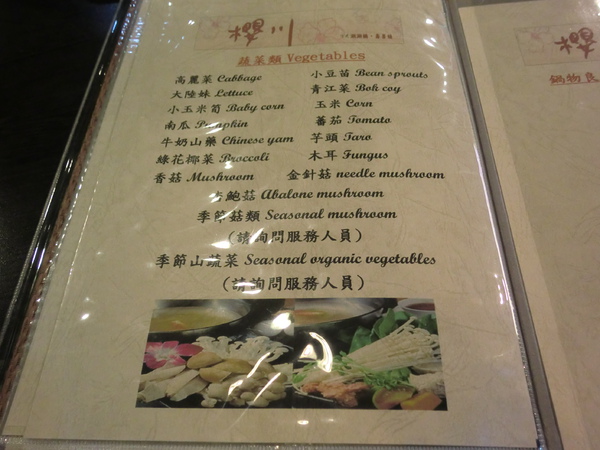 櫻川
蔬菜類 Vegetables
高麗菜 Cabbage 小豆苗 Bean sprouts
大陸妹 Lettuce 青江菜 Bok coy
小玉米筍 Baby corn 玉米 Corn
南瓜 Pumpkin 蕃茄 Tomato
牛奶山藥 Chinese yam 芋頭 Taro
綠花椰菜 Broccoli 木耳 Fungus
香菇 Mushroom 金針菇 needle mushroom
杏鮑菇 Abalone mushroom
季節菇類 Seasonal mushroom
(請詢問服務人員)
季節山蔬菜 Seasonal organic vegetables
(請詢問服務人員)
櫻
鍋物良